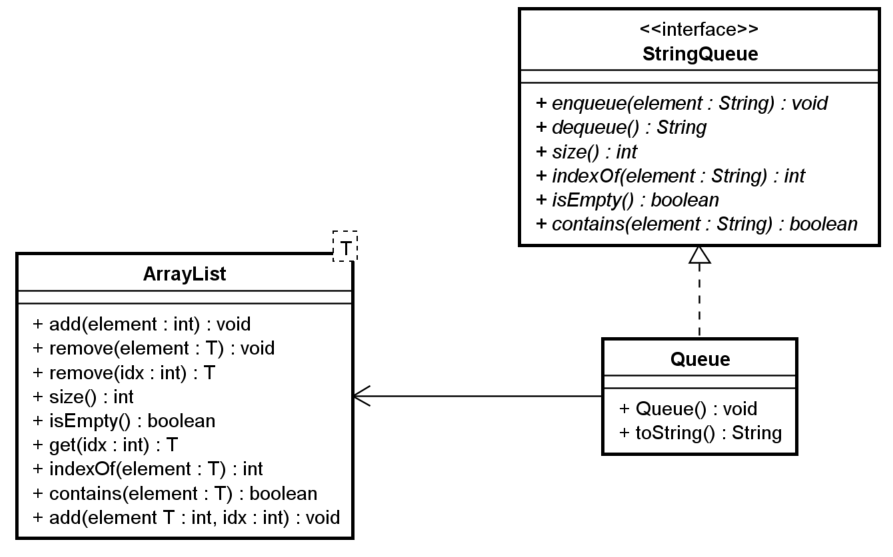 <<interface>>
StringQueue
+ enqueue(element : String) : void
+ dequeue() : String
+ size() : int
+ indexOf(element : String) : int
+ isEmpty() : boolean
+ contains(element : String) : boolean
T
ArrayList
+ add(element : int) : void
+ remove(element : T) : void
+ remove(idx : int) : T
+ size() : int
+ isEmpty() : boolean
+ get(idx : int) : T
+ indexOf(element : T) : int
+ contains(element : T) : boolean
+ add(element T : int, idx : int) : void
Queue
+ Queue() : void
+ toString() : String